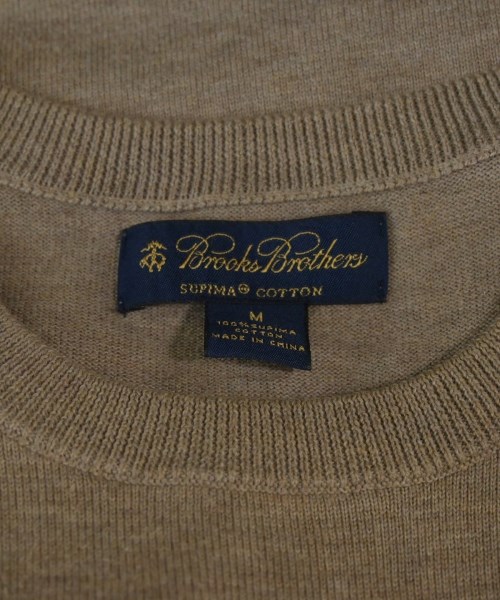 Brooks Brothers
SUPIMA® COTTON
M
100% SUPIMA
COTTON
MADE IN CHINA